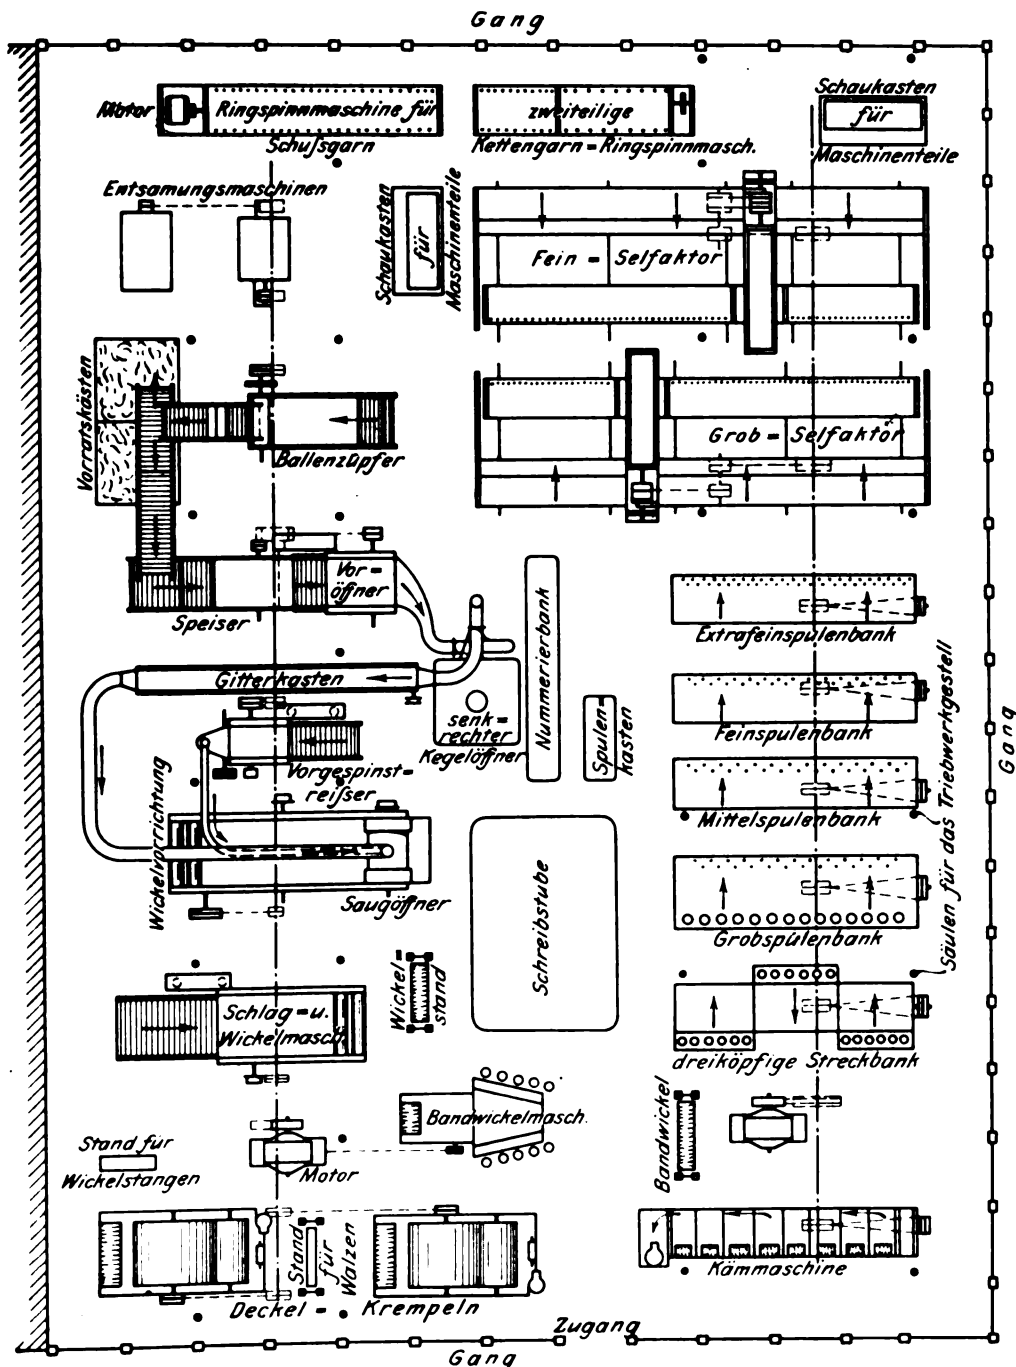 Gang
Motor
Ringspinnmaschine für
Schußgarn
zweiteilige
Kettengarn=Ringspinnmasch.
Schaukasten
für
Maschinenteile
Entsamungsmaschinen
Schaukasten
für
Maschinenteile
Fein = Selfaktor
Vorratskästen
Ballenzupfer
Grob = Selfaktor
Vor=
öffner
Speiser
Extrafeinspulenbank
Gitterkasten
senk=
rechter
Kegelöffner
Nummerierbank
Spulen=
kasten
Feinspulenbank
Säulen für das Triebwerkgestell
Gang
Vorgespinst=
reißer
Wickelvorrichtung
Mittelspulenbank
Saugöffner
Schreibstube
Grobspulenbank
Wickel=
stand
Schlag=u.
Wickelmasch.
dreiköpfige Streckbank
Bandwickelmasch.
Bandwickel
Stand für
Wickelstangen
Motor
Stand
für
Walzen
Kämmaschine
Deckel = Krempeln
Zugang
Gang